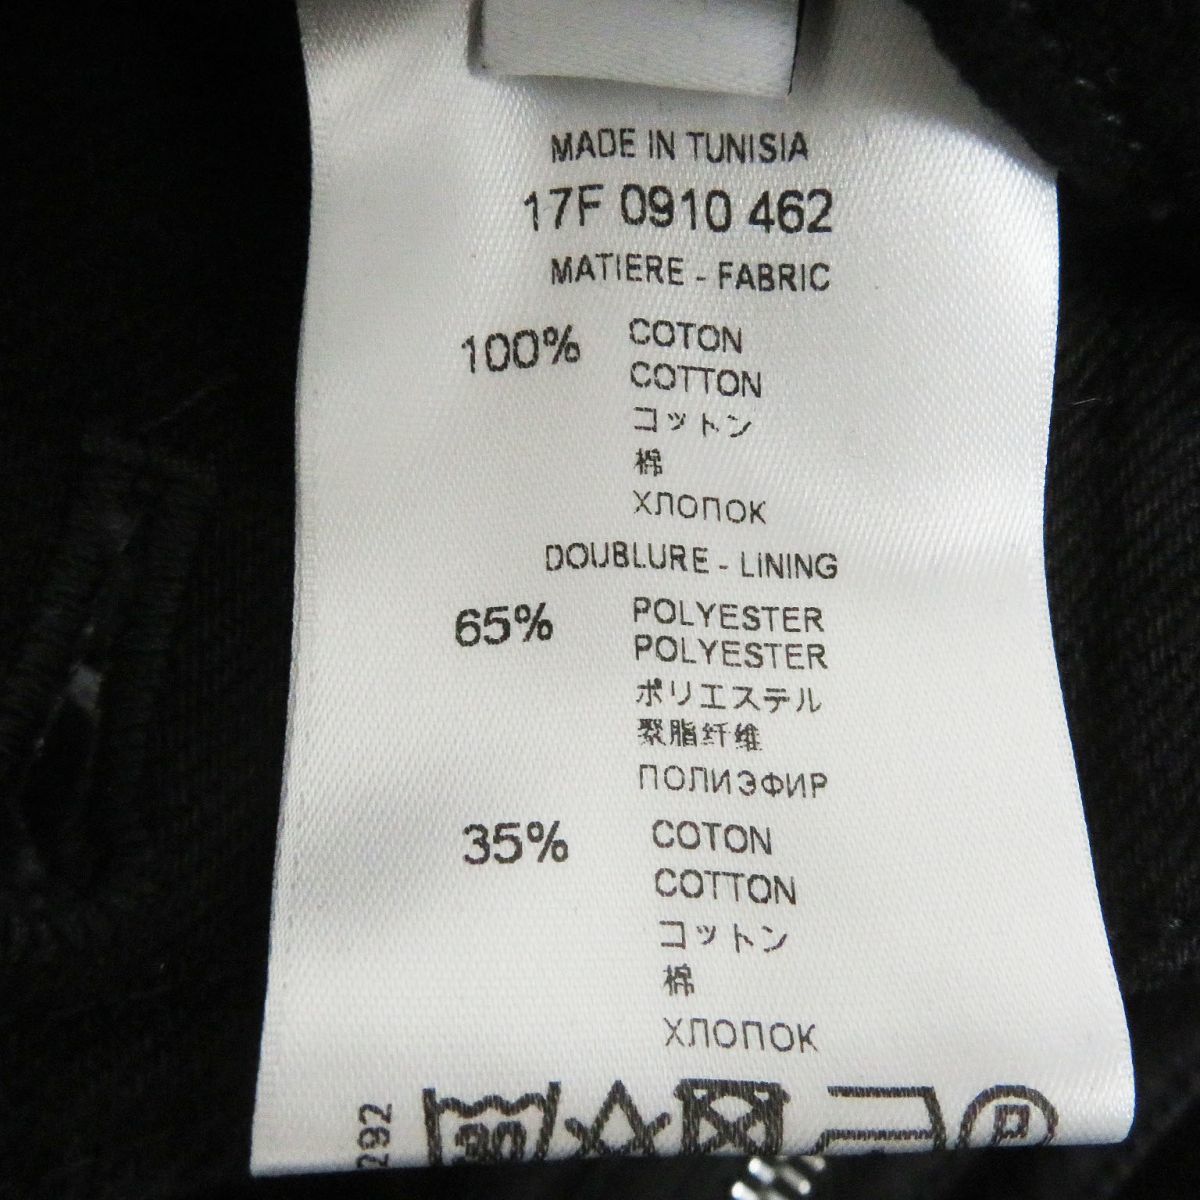 MADE IN TUNISIA
17F 0910 462
MATIERE - FABRIC
100% COTON
COTTON
コットン
棉
ХЛОПОК
DOUBLURE - LINING
65% POLYESTER
POLYESTER
ポリエステル
聚脂纤维
ПОЛИЭФИР
35% COTON
COTTON
コットン
棉
ХЛОПОК
292
30
P